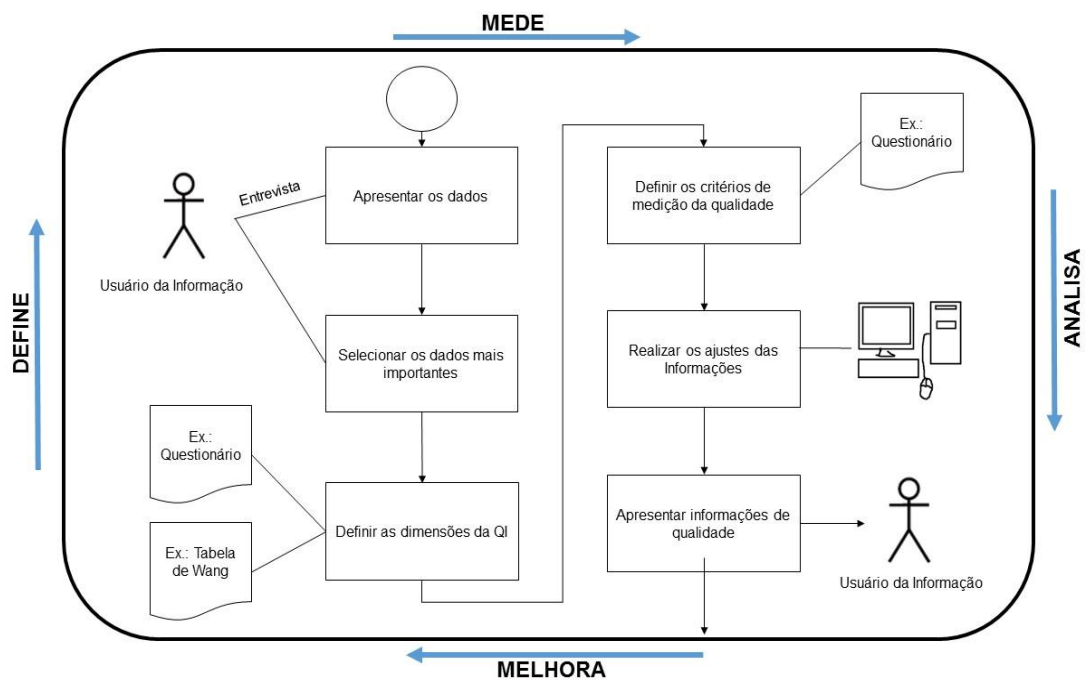 MEDE
Entrevista
Apresentar os dados
Usuário da Informação
Selecionar os dados mais
importantes
Ex.:
Questionário
Ex.: Tabela
de Wang
Definir as dimensões da QI
Definir os critérios de
medição da qualidade
Ex.:
Questionário
Realizar os ajustes das
Informações
Apresentar informações de
qualidade
Usuário da Informação
DEFINE
ANALISA
MELHORA